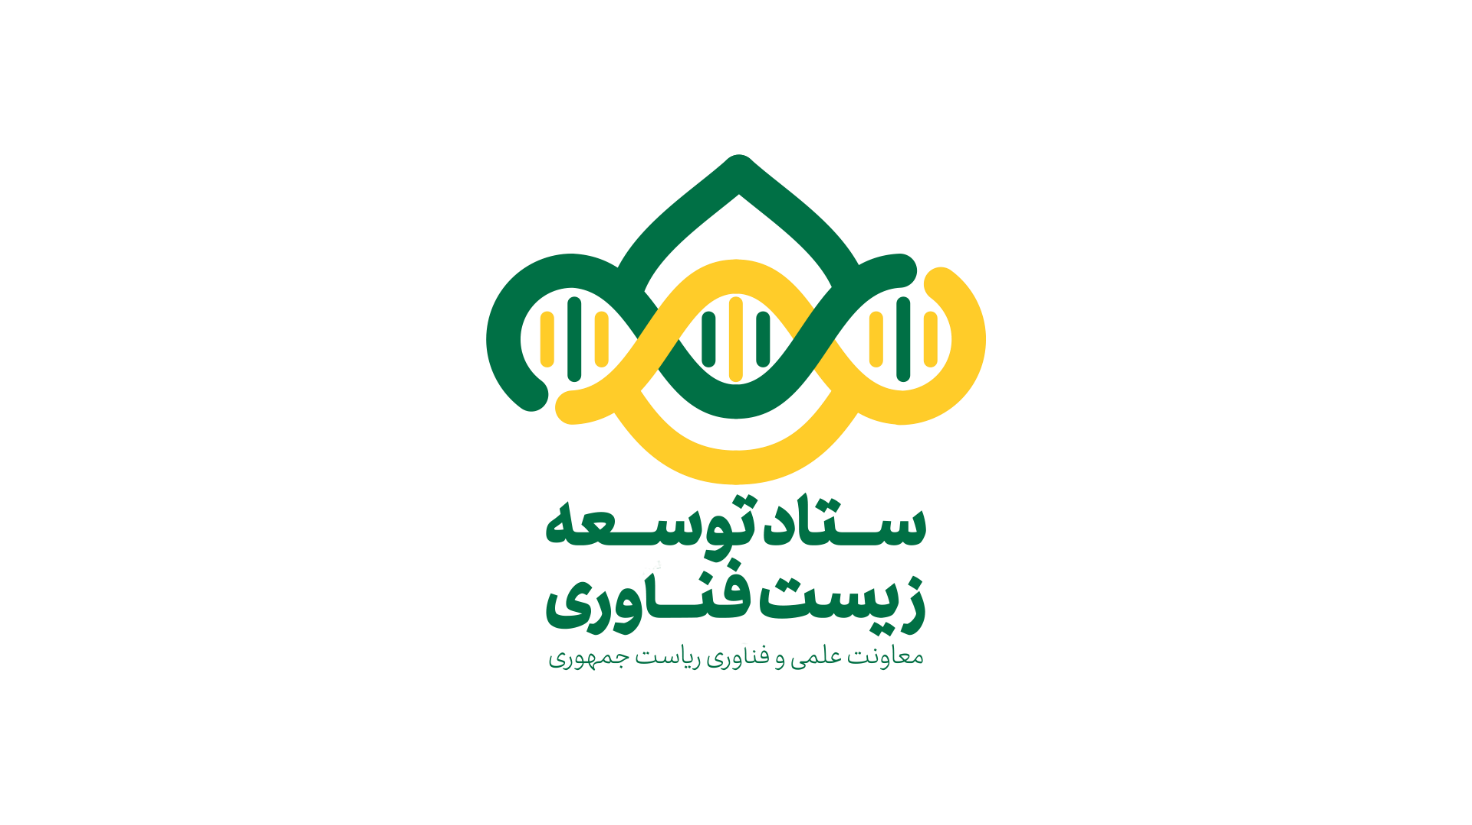 ستاد توسعه
زیست فناوری
معاونت علمی و فناوری ریاست جمهوری